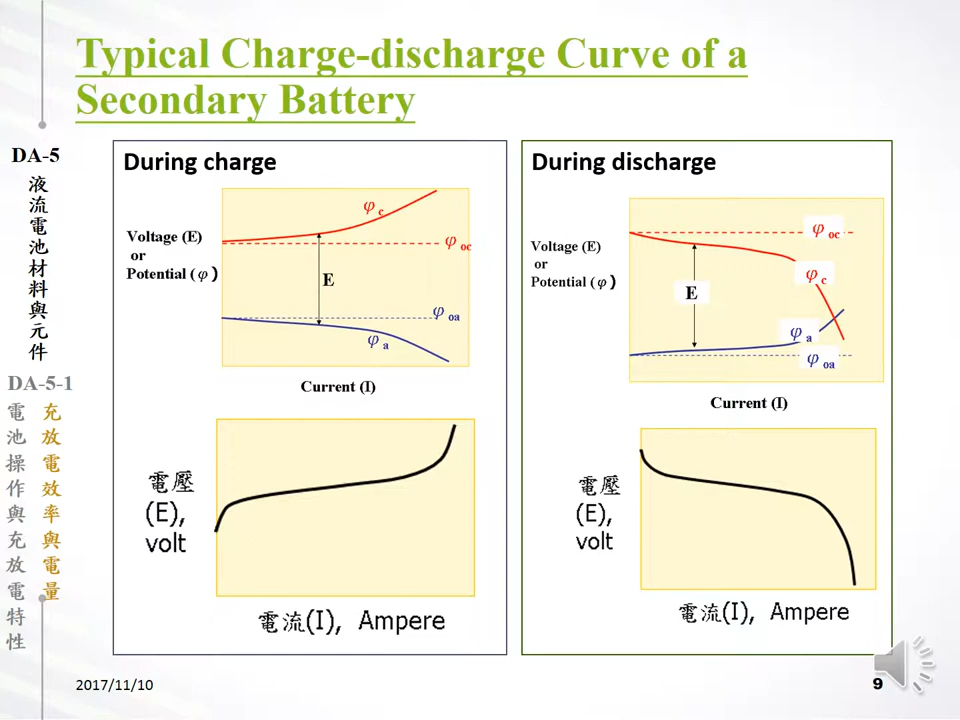 Typical Charge-discharge Curve of a
Secondary Battery
DA-5
液流電池材料與元件
DA-5-1
電池操作與充放電特性
充放電效率與電量
During charge
Voltage (E)
or
Potential (φ)
φc
φoc
E
φoa
φa
Current (I)
電壓
(E),
volt
電流(I), Ampere
During discharge
Voltage (E)
or
Potential (φ)
φoc
φc
E
φa
φoa
Current (I)
電壓
(E),
volt
電流(I), Ampere
2017/11/10
9